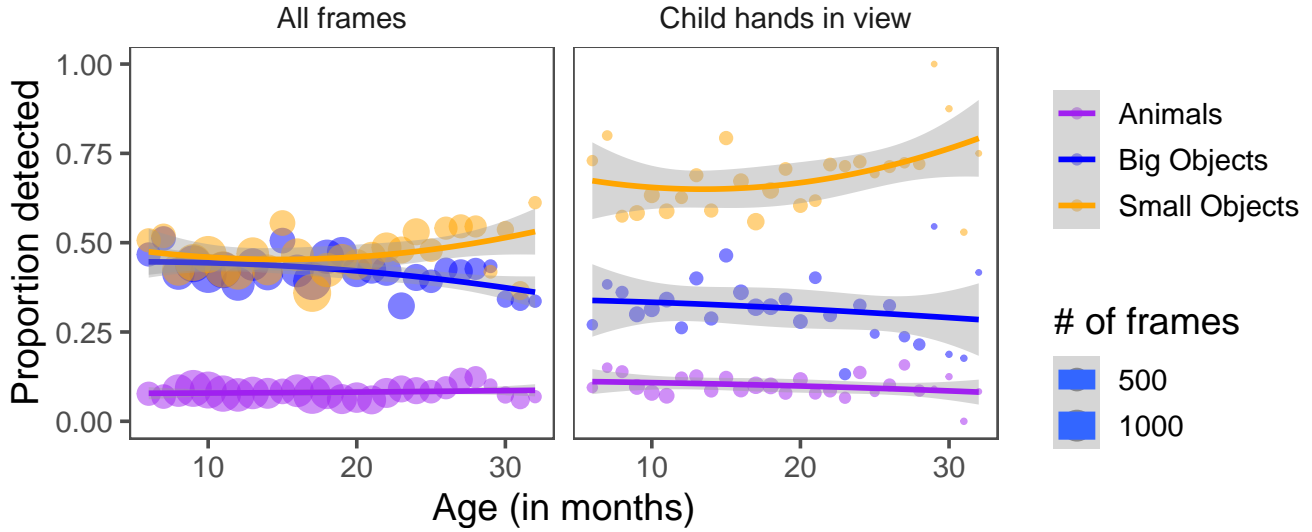 All frames
Child hands in view
Proportion detected
1.00
0.75
0.50
0.25
0.00
10
20
30
10
20
30
Age (in months)
Animals
Big Objects
Small Objects
# of frames
500
1000